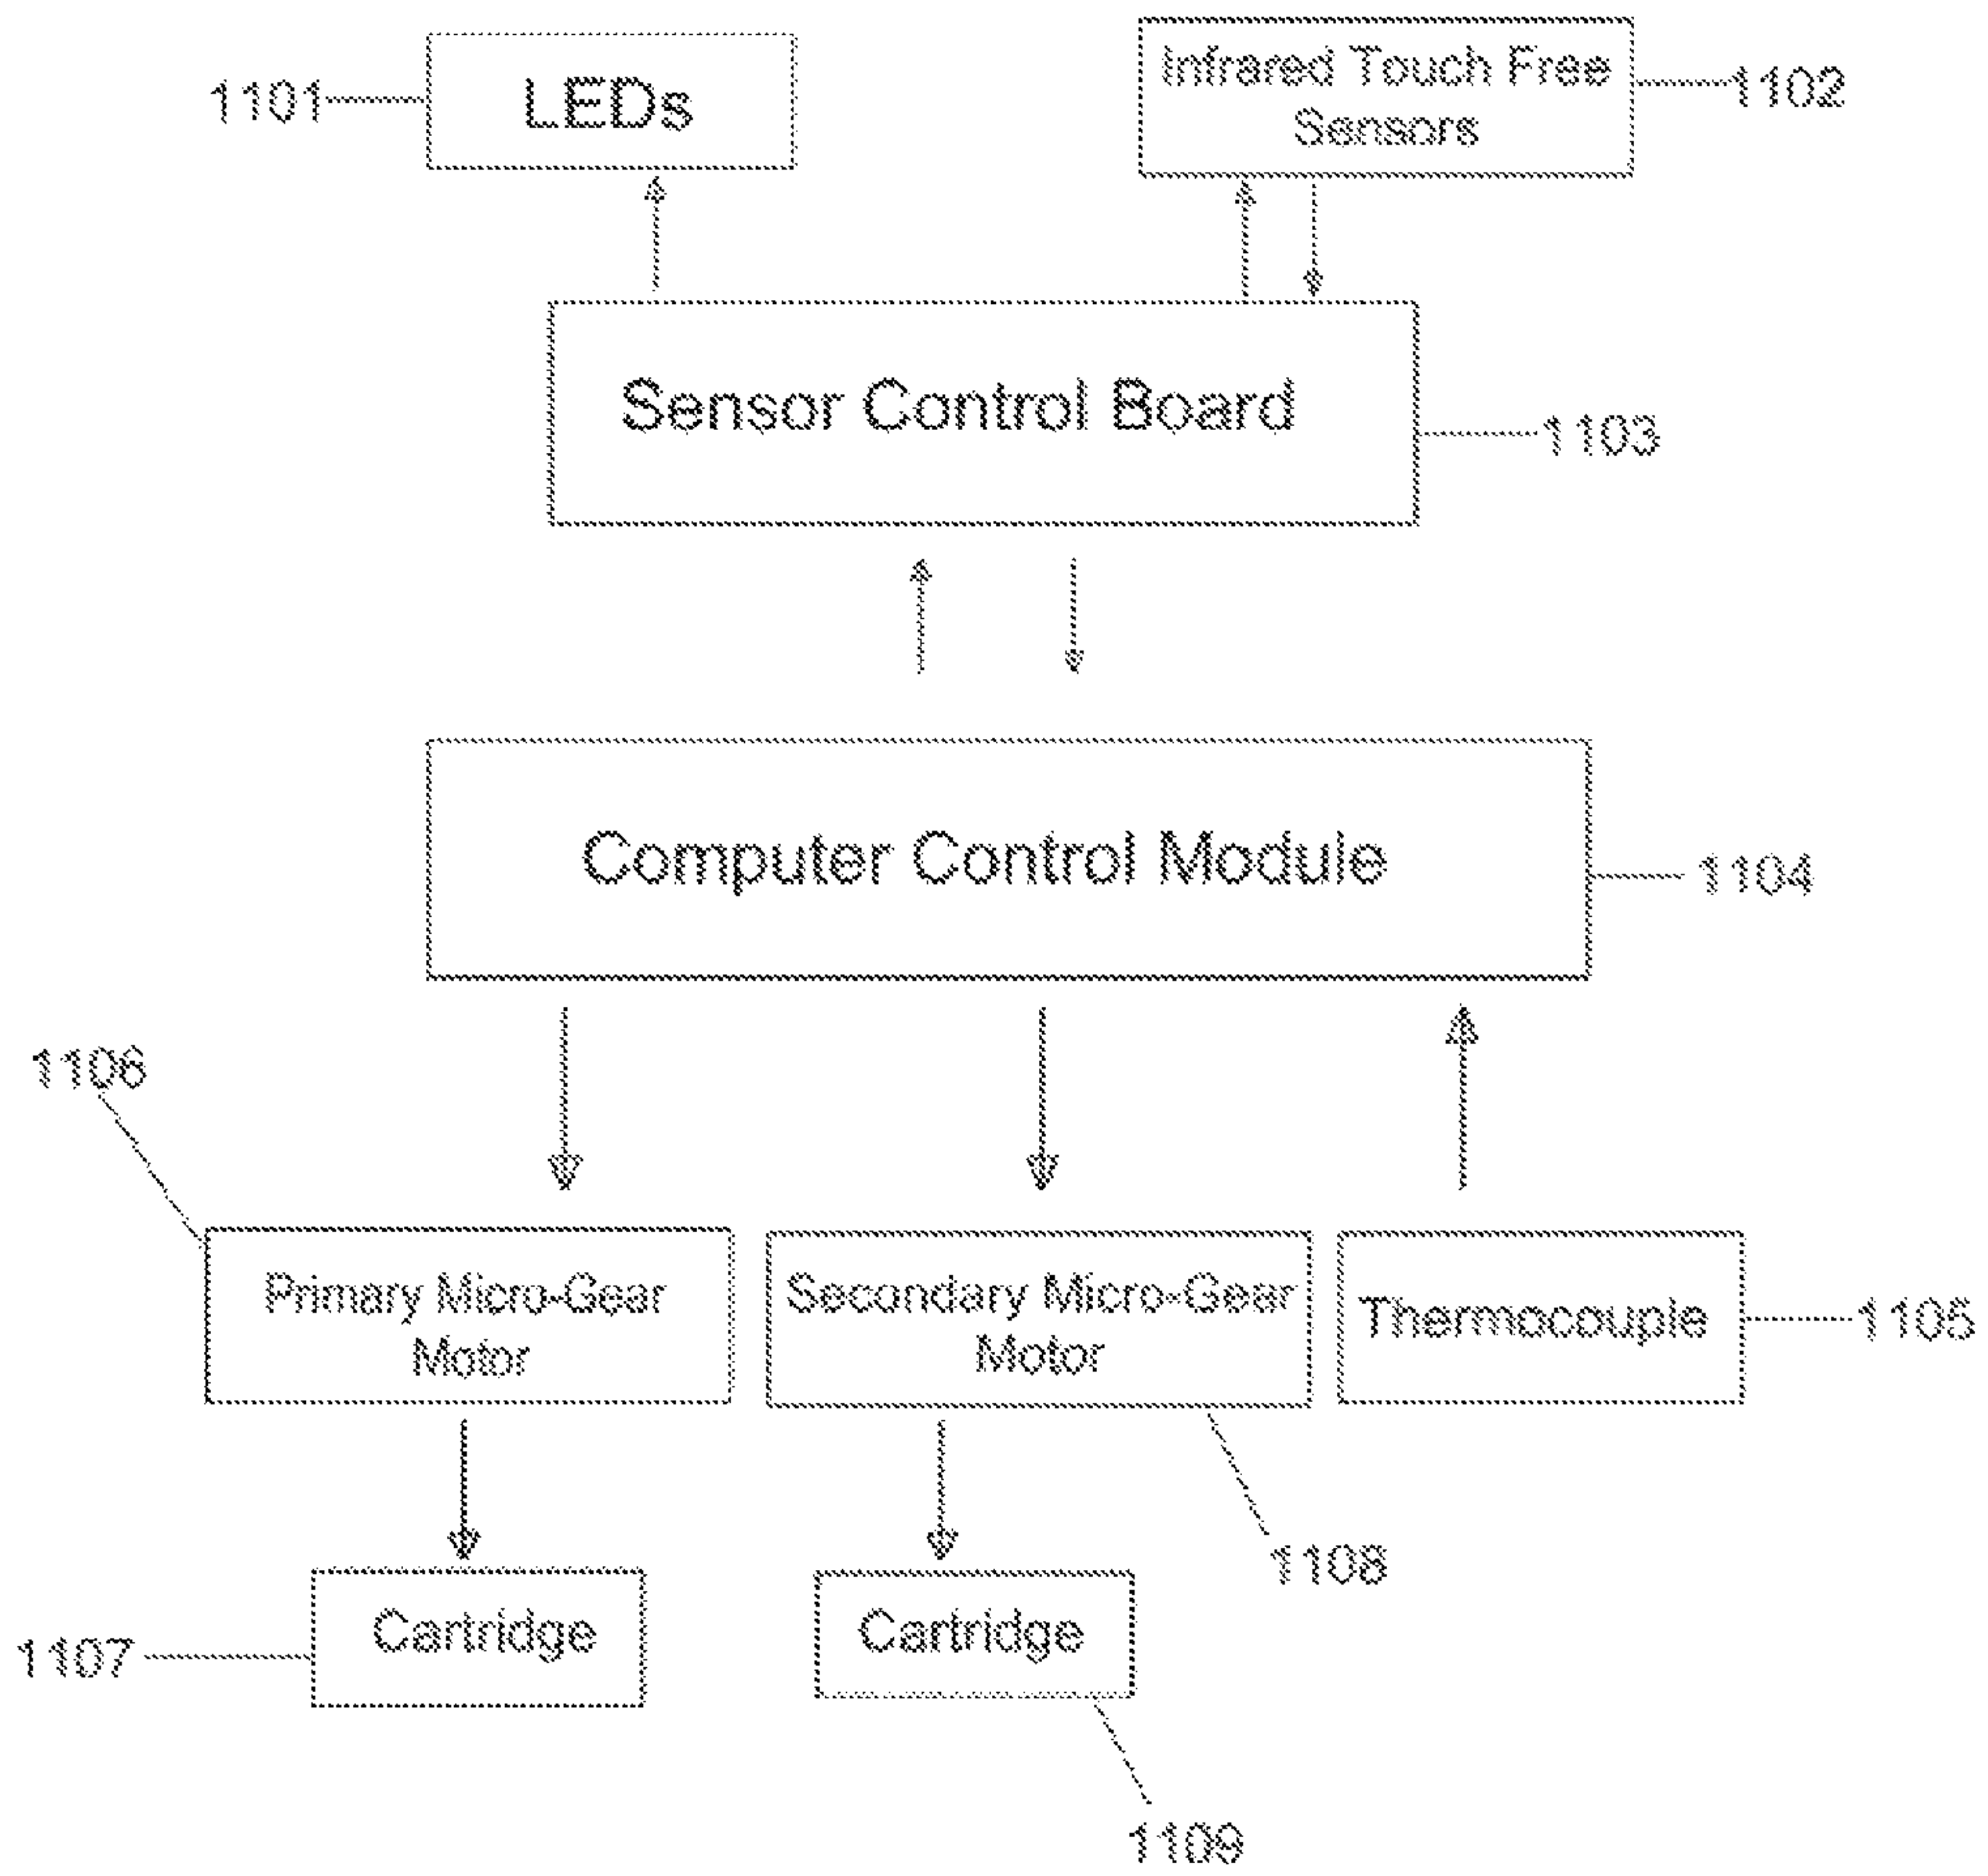 1101
LEDs
Infrared Touch Free
Sensors
1102
Sensor Control Board
1103
Computer Control Module
1104
1106
Primary Micro-Gear
Motor
Secondary Micro-Gear
Motor
Thermocouple
1105
1108
1107
Cartridge
Cartridge
1109